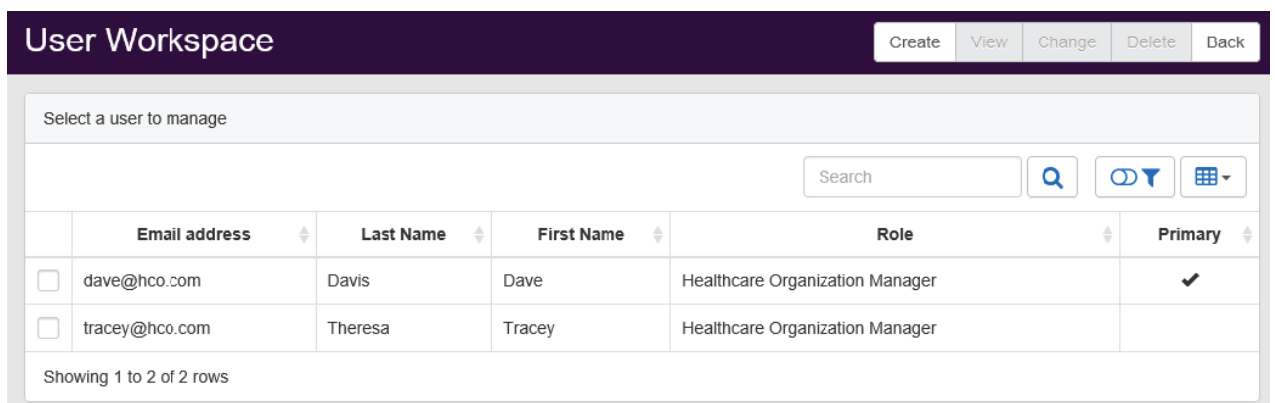 User Workspace
Create View Change Delete Back
Select a user to manage
Search
Email address Last Name First Name Role Primary
dave@hco.com Davis Dave Healthcare Organization Manager
tracey@hco.com Theresa Tracey Healthcare Organization Manager
Showing 1 to 2 of 2 rows